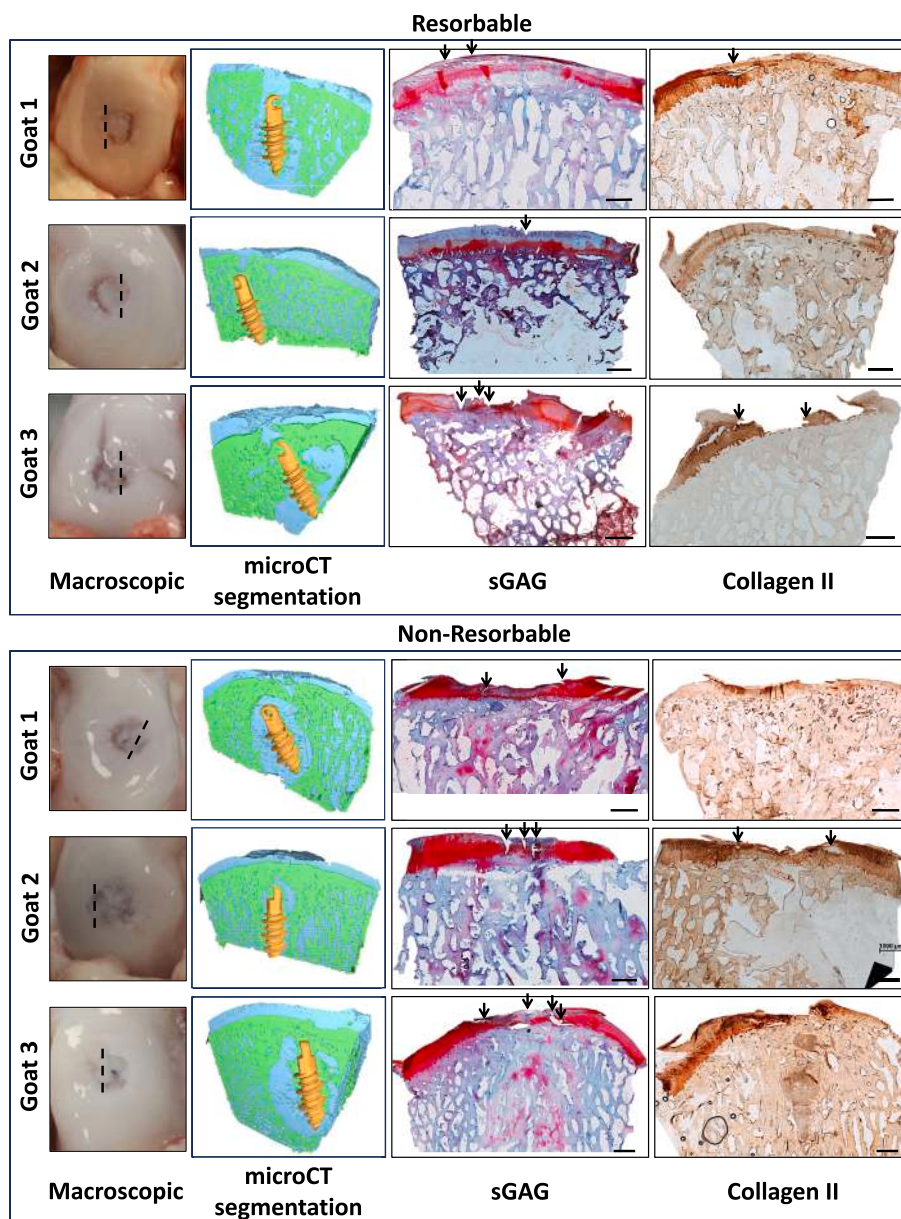 Resorbable
Goat 1
Goat 2
Goat 3
Macroscopic
microCT
segmentation
sGAG
Collagen II
Non-Resorbable
Goat 1
Goat 2
Goat 3
Macroscopic
microCT
segmentation
sGAG
Collagen II